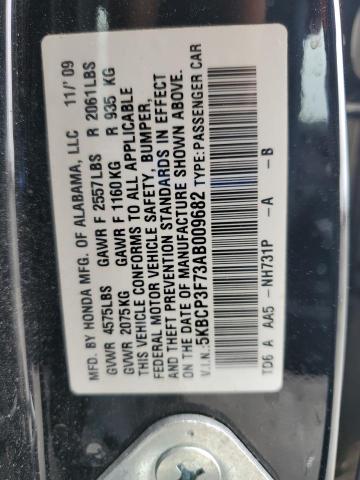 MFD. BY HONDA MFG. OF ALABAMA, LLC 11/'09
GVWR 4575LBS GAWR F 2557LBS R 2061LBS
GVWR 2075KG GAWR F 1160KG R 935 KG
THIS VEHICLE CONFORMS TO ALL APPLICABLE
FEDERAL MOTOR VEHICLE SAFETY, BUMPER,
AND THEFT PREVENTION STANDARDS IN EFFECT
ON THE DATE OF MANUFACTURE SHOWN ABOVE.
V.I.N.: 5KBCP3F73AB009682 TYPE:PASSENGER CAR
TD6 A AA5 - NH731P -A -B